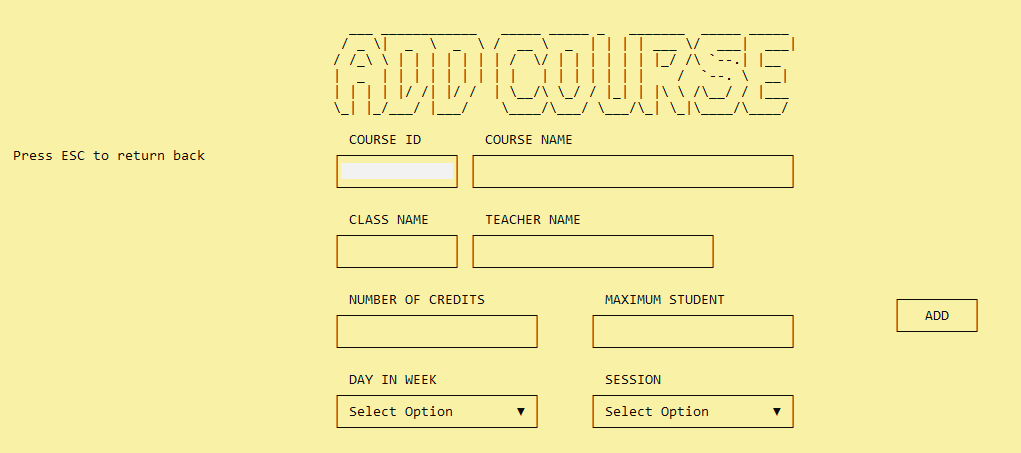 ADD COURSE
COURSE ID COURSE NAME
Press ESC to return back
CLASS NAME TEACHER NAME
NUMBER OF CREDITS MAXIMUM STUDENT
ADD
DAY IN WEEK SESSION
Select Option ▼ Select Option ▼